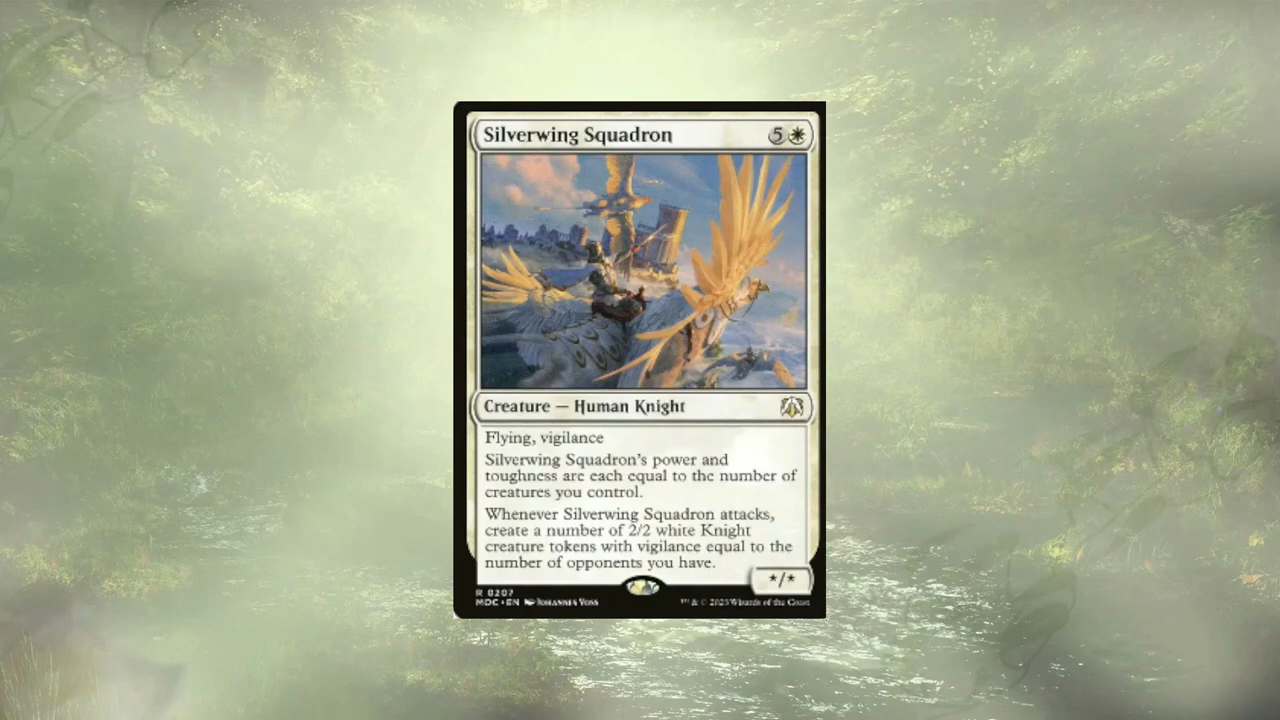 Silverwing Squadron 5
Creature — Human Knight
Flying, vigilance
Silverwing Squadron's power and
toughness are each equal to the number of
creatures you control.
Whenever Silverwing Squadron attacks,
create a number of 2/2 white Knight
creature tokens with vigilance equal to the
number of opponents you have.
*/*
R 0207
MOC • EN Johannes Voss
™ & © 2023 Wizards of the Coast